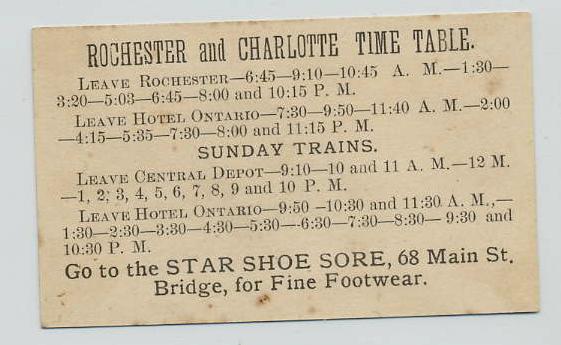 ROCHESTER and CHARLOTTE TIME TABLE.
LEAVE ROCHESTER—6:45—9:10—10:45 A. M.—1:30—
3:20—5:03—6:45—8:00 and 10:15 P. M.
LEAVE HOTEL ONTARIO—7:30—9:50—11:40 A. M.—2:00
—4:15—5:35—7:30—8:00 and 11:15 P. M.
SUNDAY TRAINS.
LEAVE CENTRAL DEPOT—9:10—10 and 11 A. M.—12 M.
—1, 2, 3, 4, 5, 6, 7, 8, 9 and 10 P. M.
LEAVE HOTEL ONTARIO—9:50 —10:30 and 11:30 A. M.,—
1:30—2:30—3:30—4:30—5:30—6:30—7:30—8:30— 9:30 and
10:30 P. M.
Go to the STAR SHOE SORE, 68 Main St.
Bridge, for Fine Footwear.